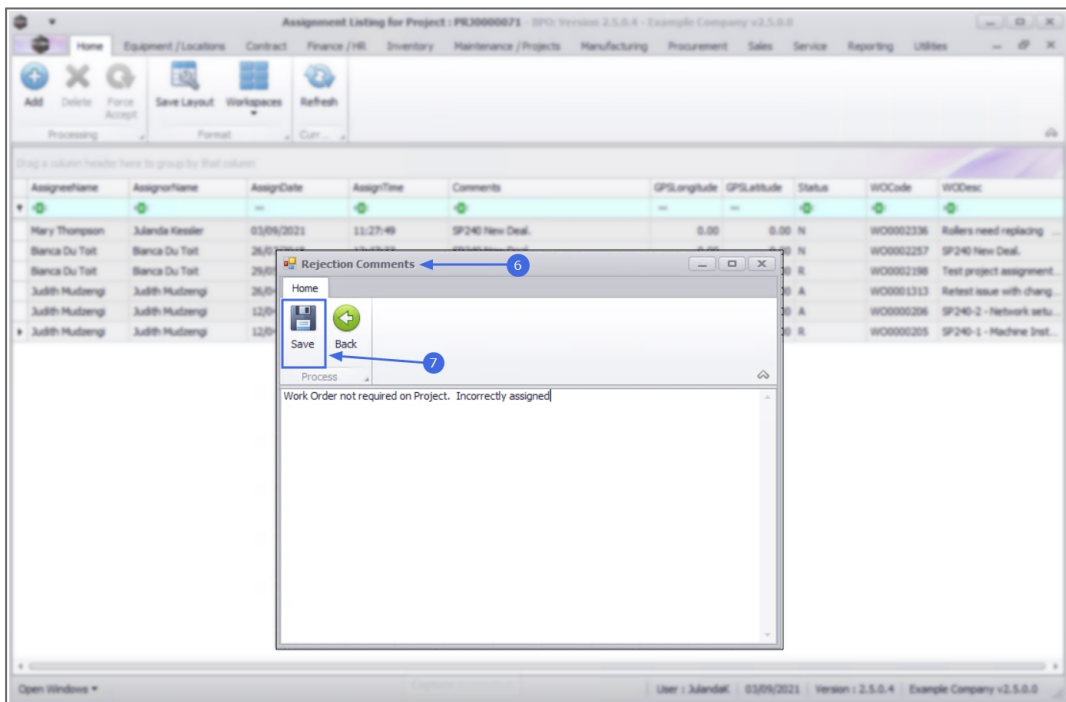 Assignment Listing for Project : PRJ0000071 - BPO: Version 2.5.0.4 - Example Company v2.5.0.0
Home Equipment / Locations Contract Finance / HR Inventory Maintenance / Projects Manufacturing Procurement Sales Service Reporting Utilities
Add Delete Force Accept Save Layout Workspaces Refresh
Processing Format Curr...
Drag a column header here to group by that column
AssigneeName AssignorName AssignDate AssignTime Comments GPSLongitude GPSLatitude Status WOCode WODesc
Mary Thompson Julanda Kessler 03/09/2021 11:27:49 SP240 New Deal. 0.00 0.00 N WO0002336 Rollers need replacing ...
Bianca Du Toit Bianca Du Toit N WO0002257 SP240 New Deal.
Bianca Du Toit Bianca Du Toit R WO0002198 Test project assignment...
Judith Mudzengi Judith Mudzengi A WO0001313 Retest issue with chang...
Judith Mudzengi Judith Mudzengi A WO0000206 SP240-2 - Network setu...
Judith Mudzengi Judith Mudzengi R WO0000205 SP240-1 - Machine Inst...
Rejection Comments 6
Home
Save Back
7
Process
Work Order not required on Project. Incorrectly assigned
Open Windows User : JulandaK 03/09/2021 Version : 2.5.0.4 Example Company v2.5.0.0